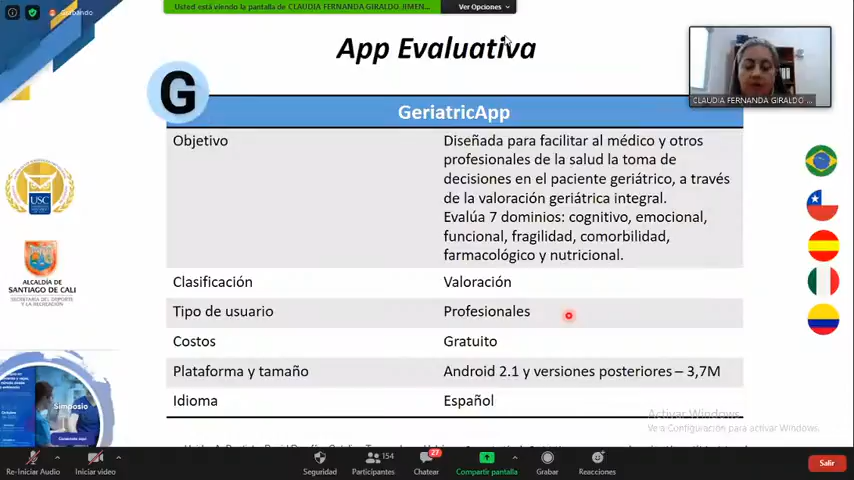 Grabando
Usted está viendo la pantalla de CLAUDIA FERNANDA GIRALDO JIMEN...
Ver Opciones
App Evaluativa
CLAUDIA FERNANDA GIRALDO ...
G
GeriatricApp
Objetivo
Diseñada para facilitar al médico y otros
profesionales de la salud la toma de
decisiones en el paciente geriátrico, a través
de la valoración geriátrica integral.
Evalúa 7 dominios: cognitivo, emocional,
funcional, fragilidad, comorbilidad,
farmacológico y nutricional.
Clasificación
Valoración
Tipo de usuario
Profesionales
Costos
Gratuito
Plataforma y tamaño
Android 2.1 y versiones posteriores – 3,7M
Idioma
Español
USC
ALCALDÍA DE
SANTIAGO DE CALI
SECRETARÍA DEL DEPORTE
Y LA RECREACIÓN
Simposio
Activar Windows
Ve a Configuración para activar Windows.
Re-Iniciar Audio
Iniciar video
Seguridad
154
Participantes
27
Chatear
Compartir pantalla
Grabar
Reacciones
Salir